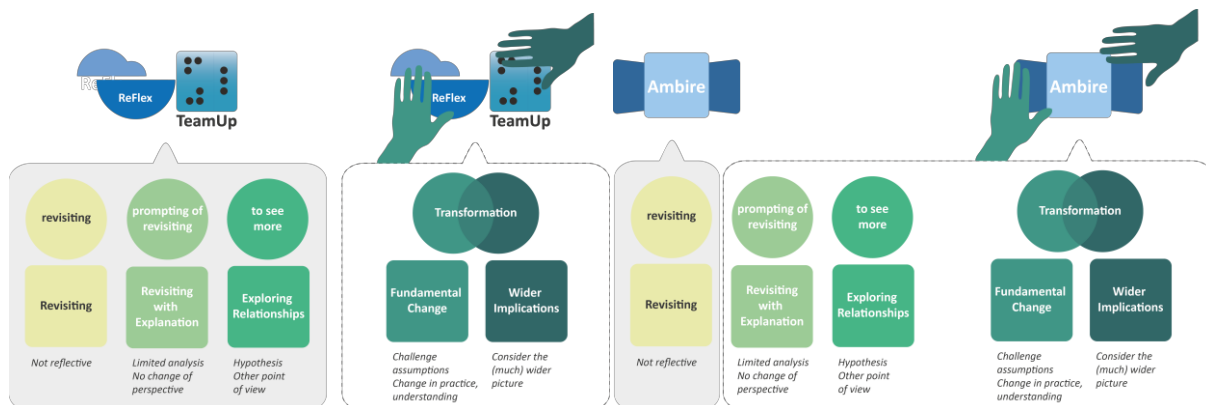 ReFl
ReFlex
TeamUp
revisiting
prompting of
revisiting
to see
more
Revisiting
Revisiting
with
Explanation
Exploring
Relationships
Not reflective
Limited analysis
No change of
perspective
Hypothesis
Other point
of view
ReFlex
TeamUp
Transformation
Fundamental
Change
Wider
Implications
Challenge
assumptions
Change in practice,
understanding
Consider the
(much) wider
picture
Ambire
revisiting
Revisiting
Not reflective
prompting of
revisiting
to see
more
Revisiting
with
Explanation
Exploring
Relationships
Limited analysis
No change of
perspective
Hypothesis
Other point
of view
Ambire
Transformation
Fundamental
Change
Wider
Implications
Challenge
assumptions
Change in practice,
understanding
Consider the
(much) wider
picture